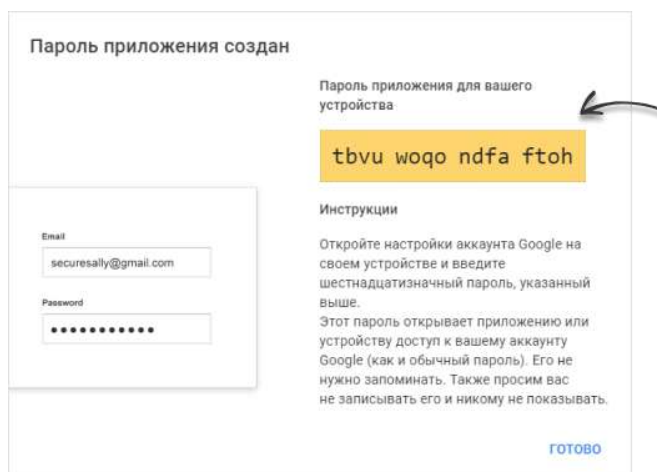 Пароль приложения создан
Пароль приложения для вашего
устройства
tbvu woqo ndfa ftoh
Email
securesally@gmail.com
Password
●●●●●●●●●●●
Инструкции
Откройте настройки аккаунта Google на
своем устройстве и введите
шестнадцатизначный пароль, указанный
выше.
Этот пароль открывает приложению или
устройству доступ к вашему аккаунту
Google (как и обычный пароль). Его не
нужно запоминать. Также просим вас
не записывать его и никому не показывать.
ГОТОВО